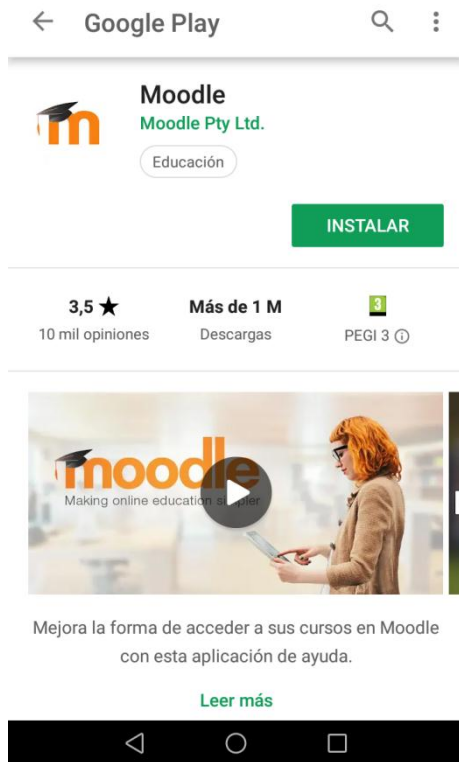 Google Play
Moodle
Moodle Pty Ltd.
Educación
INSTALAR
3,5 ★
10 mil opiniones
Más de 1 M
Descargas
3
PEGI 3
moodle
Making online education simpler
Mejora la forma de acceder a sus cursos en Moodle
con esta aplicación de ayuda.
Leer más